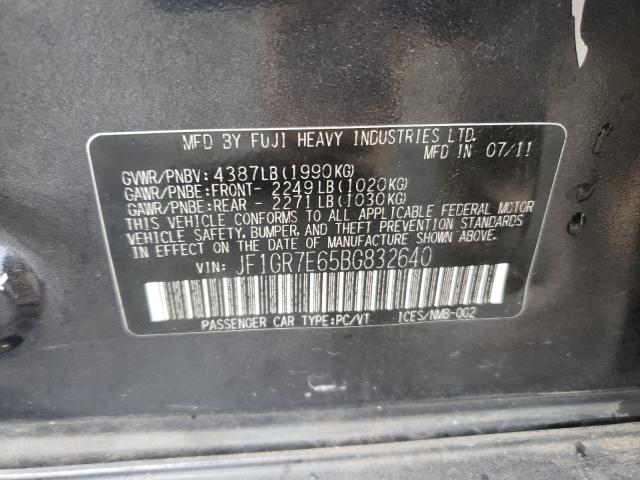 MFD BY FUJI HEAVY INDUSTRIES LTD.
MFD IN 07/11
GVWR/PNBV: 4387LB(1990KG)
GAWR/PNBE:FRONT- 2249LB(1020KG)
GAWR/PNBE:REAR - 2271LB(1030KG)
THIS VEHICLE CONFORMS TO ALL APPLICABLE FEDERAL MOTOR
VEHICLE SAFETY, BUMPER, AND THEFT PREVENTION STANDARDS
IN EFFECT ON THE DATE OF MANUFACTURE SHOWN ABOVE.
VIN: JF1GR7E65BG832640
PASSENGER CAR TYPE:PC/VT ICES/NMB-002